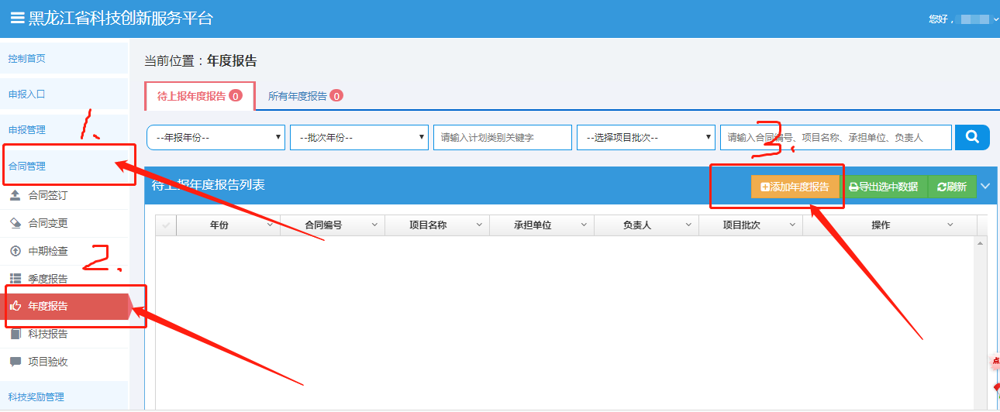 黑龙江省科技创新服务平台
您好，
控制首页
申报入口
申报管理
1.
合同管理
合同签订
合同变更
中期检查
2.
季度报告
年度报告
科技报告
项目验收
科技奖励管理
当前位置：年度报告
待上报年度报告 0 所有年度报告 0
--年报年份-- --批次年份-- 请输入计划类别关键字 --选择项目批次-- 请输入合同编号、项目名称、承担单位、负责人
3.
待上报年度报告列表 添加年度报告 导出选中数据 刷新
年份 合同编号 项目名称 承担单位 负责人 项目批次 操作
点